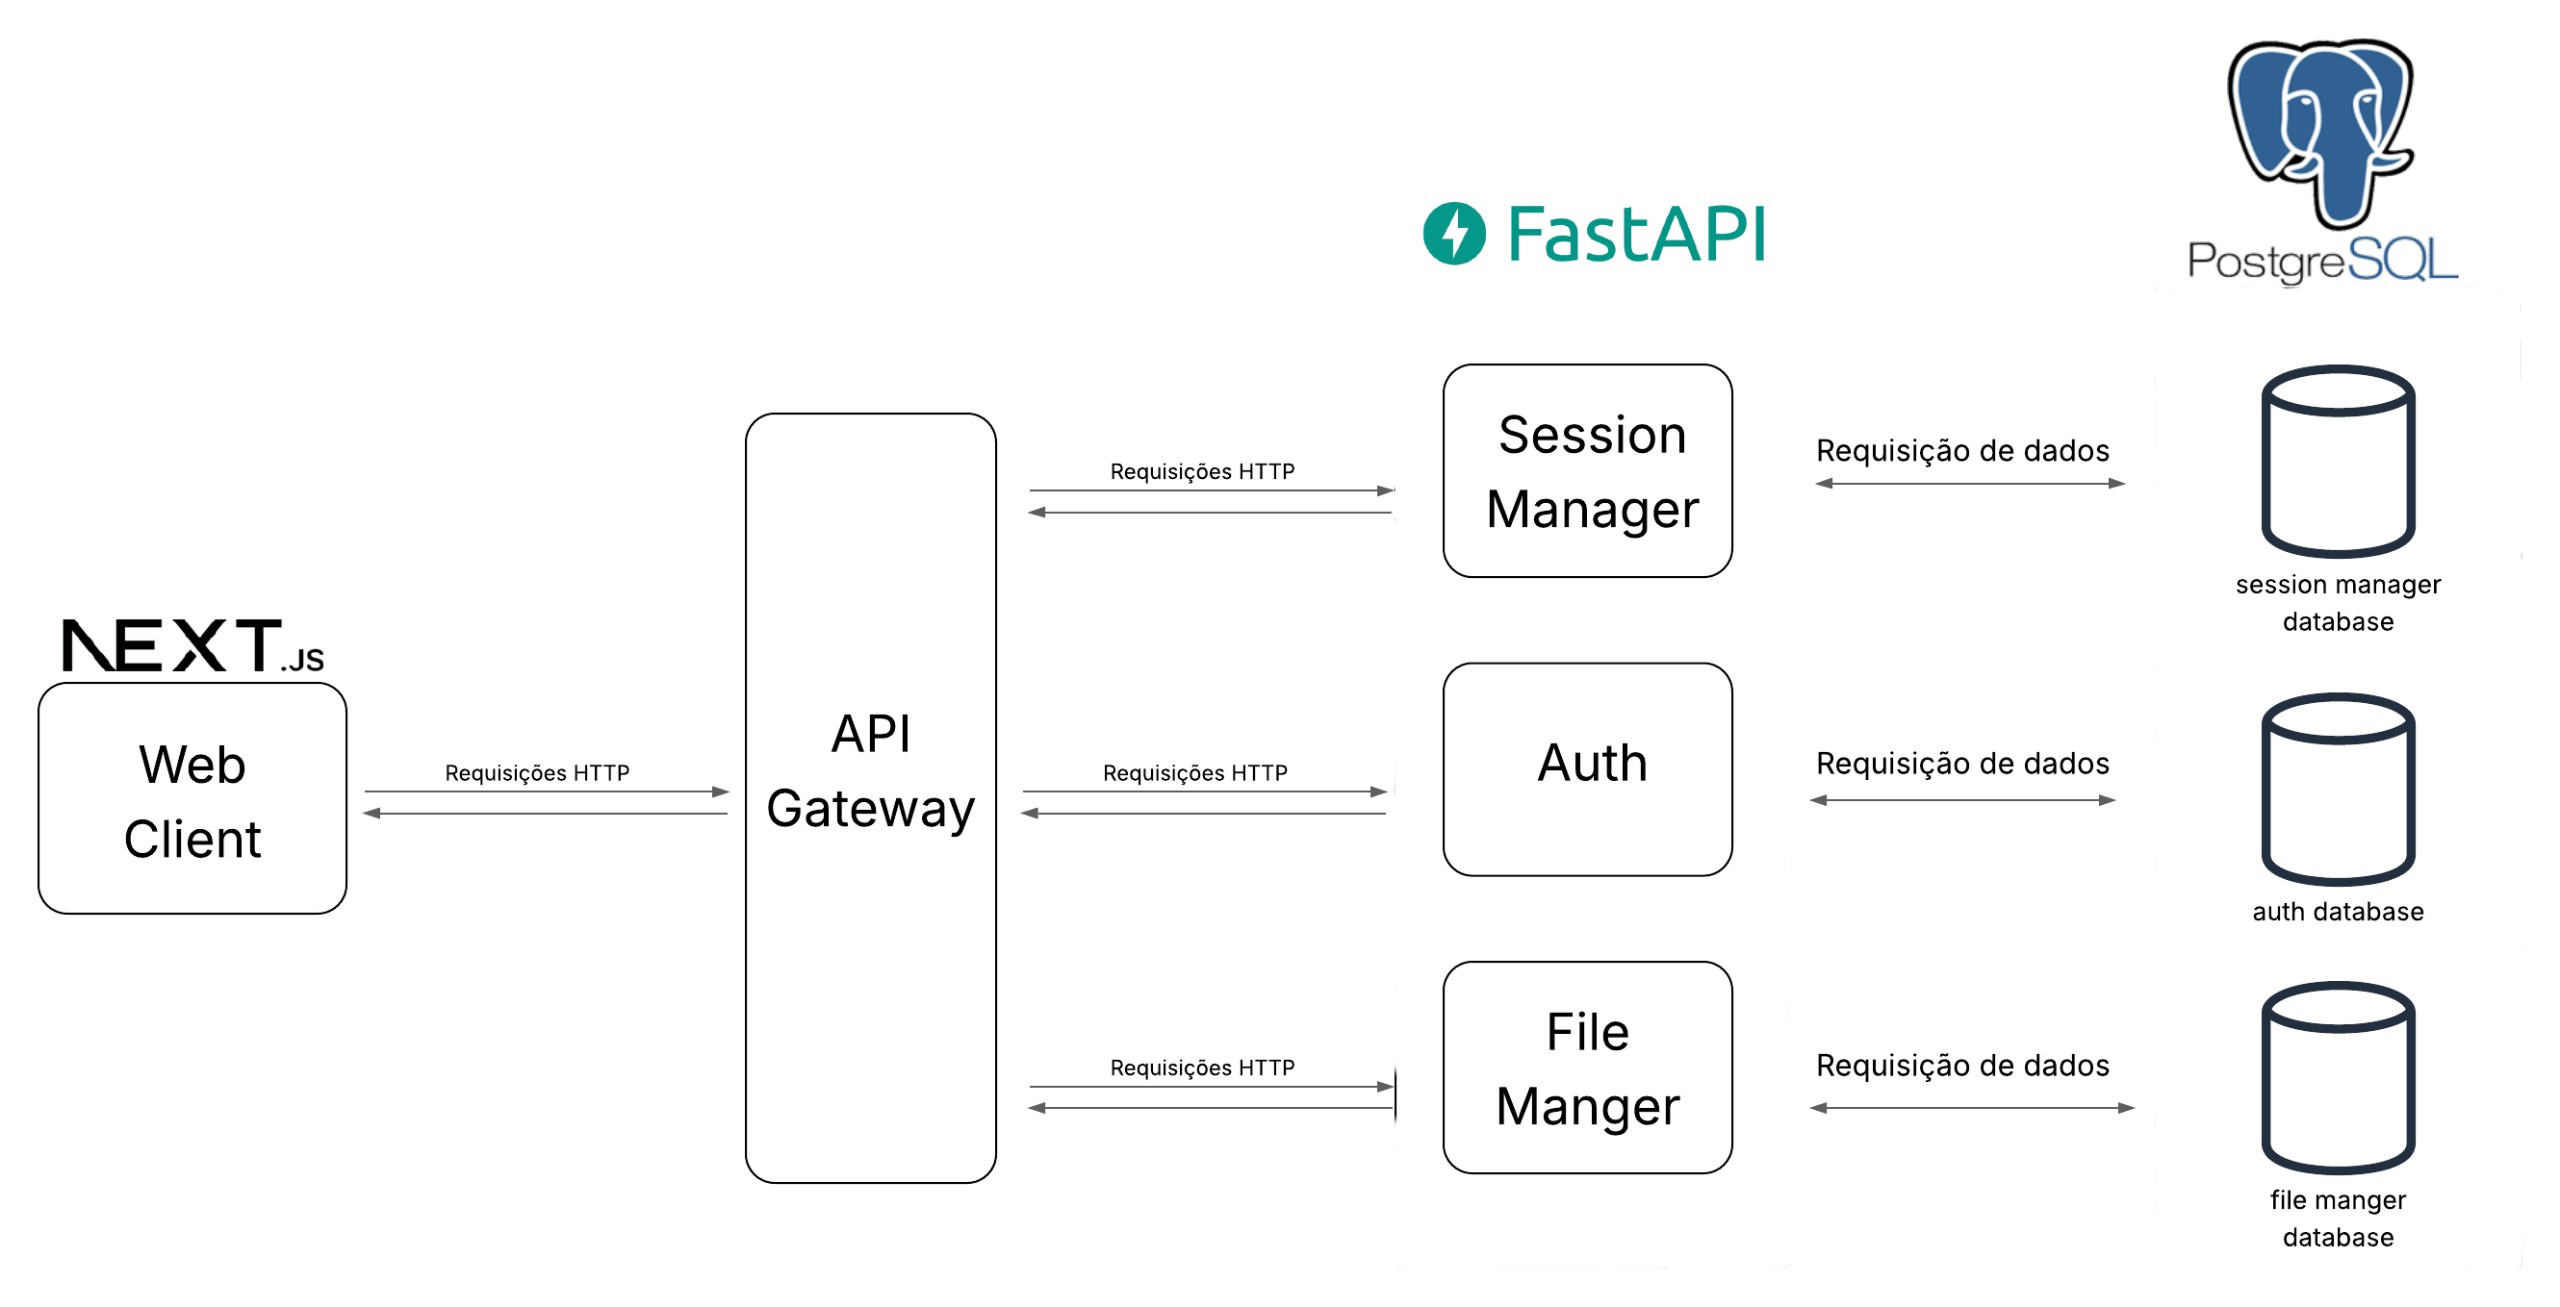 PostgreSQL
FastAPI
Session
Manager
Requisições HTTP
Requisição de dados
session manager
database
NEXT.JS
Web
Client
Requisições HTTP
API
Gateway
Requisições HTTP
Auth
Requisição de dados
auth database
Requisições HTTP
File
Manger
Requisição de dados
file manger
database